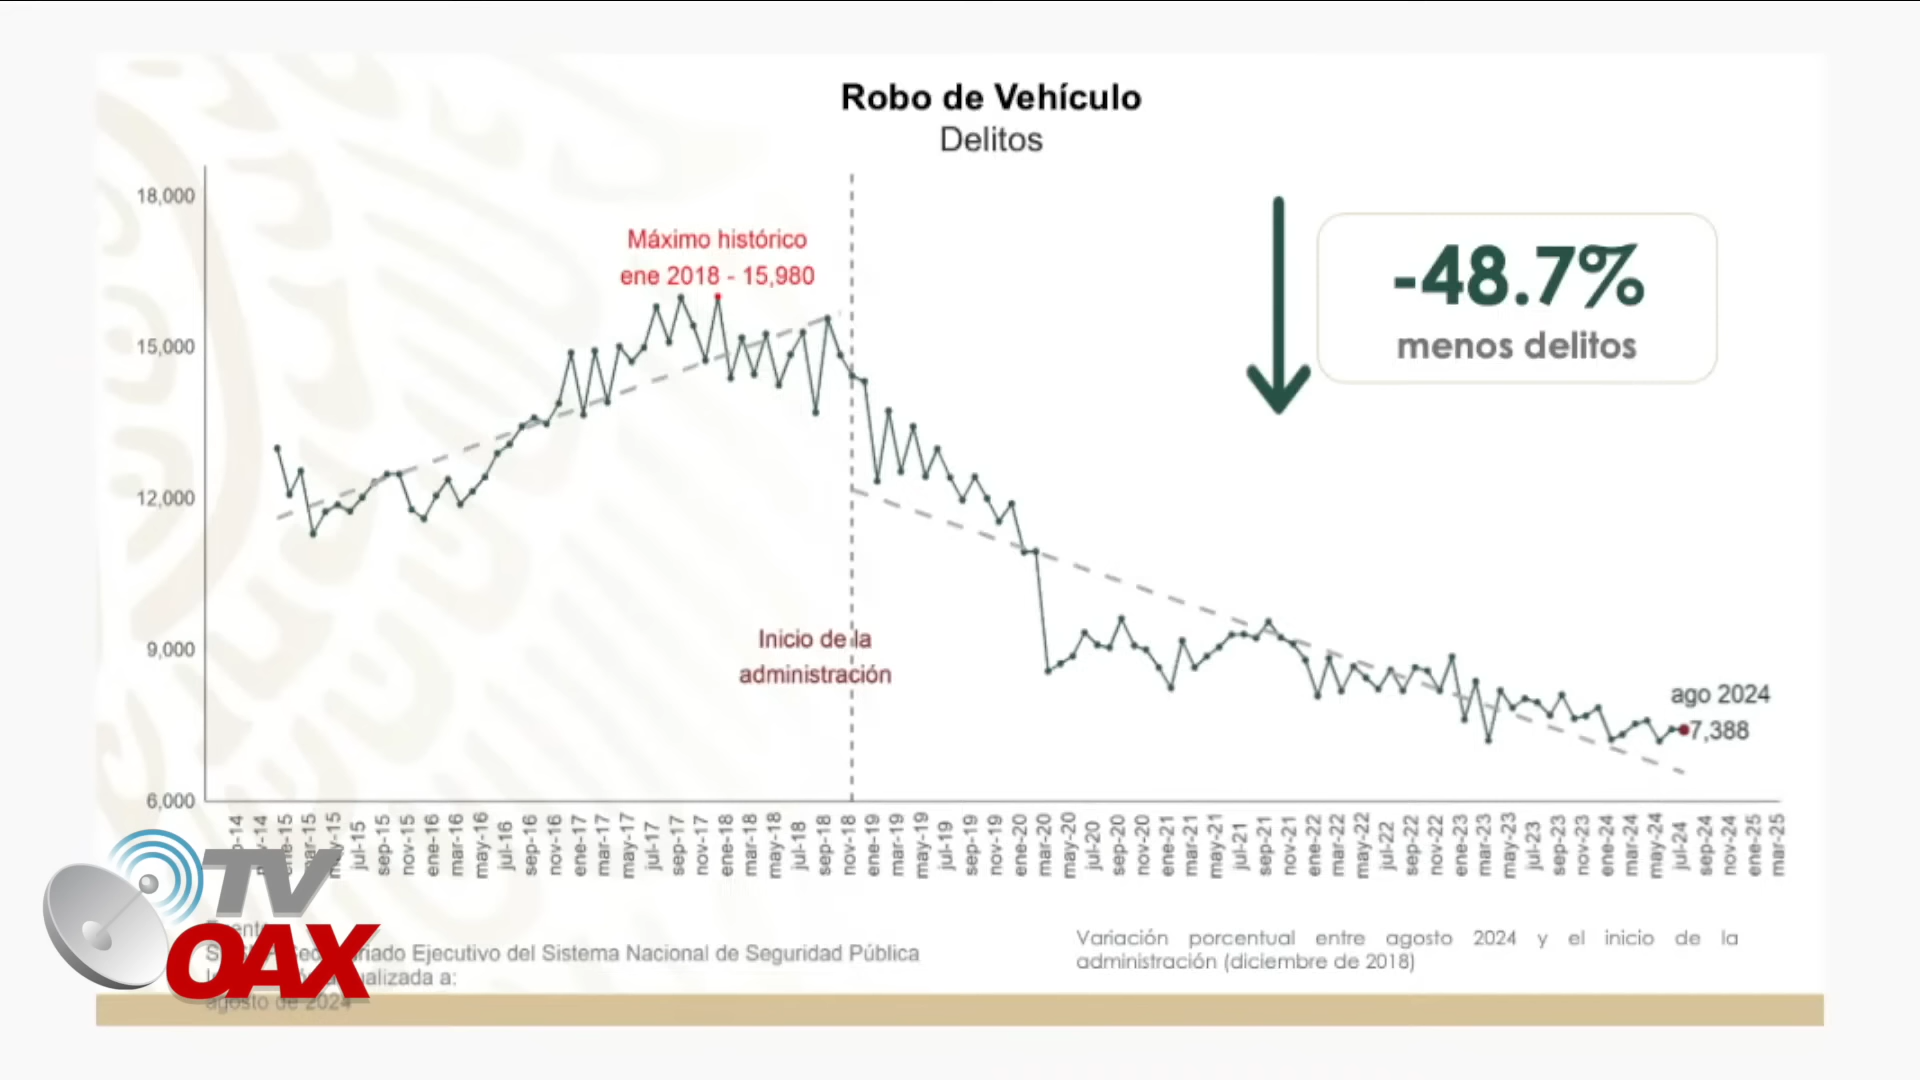 Robo de Vehículo
Delitos
18,000
15,000
12,000
9,000
6,000
Máximo histórico
ene 2018 - 15,980
-48.7%
menos delitos
Inicio de la
administración
ago 2024
7,388
ene-15
mar-15
may-15
jul-15
sep-15
nov-15
ene-16
mar-16
may-16
jul-16
sep-16
nov-16
ene-17
mar-17
may-17
jul-17
sep-17
nov-17
ene-18
mar-18
may-18
jul-18
sep-18
nov-18
ene-19
mar-19
may-19
jul-19
sep-19
nov-19
ene-20
mar-20
may-20
jul-20
sep-20
nov-20
ene-21
mar-21
may-21
jul-21
sep-21
nov-21
ene-22
mar-22
may-22
jul-22
sep-22
nov-22
ene-23
mar-23
may-23
jul-23
sep-23
nov-23
ene-24
mar-24
may-24
jul-24
sep-24
nov-24
ene-25
mar-25
TV
OAX
Ejecutivo del Sistema Nacional de Seguridad Pública
a:
agosto de 2024
Variación porcentual entre agosto 2024 y el inicio de la
administración (diciembre de 2018)